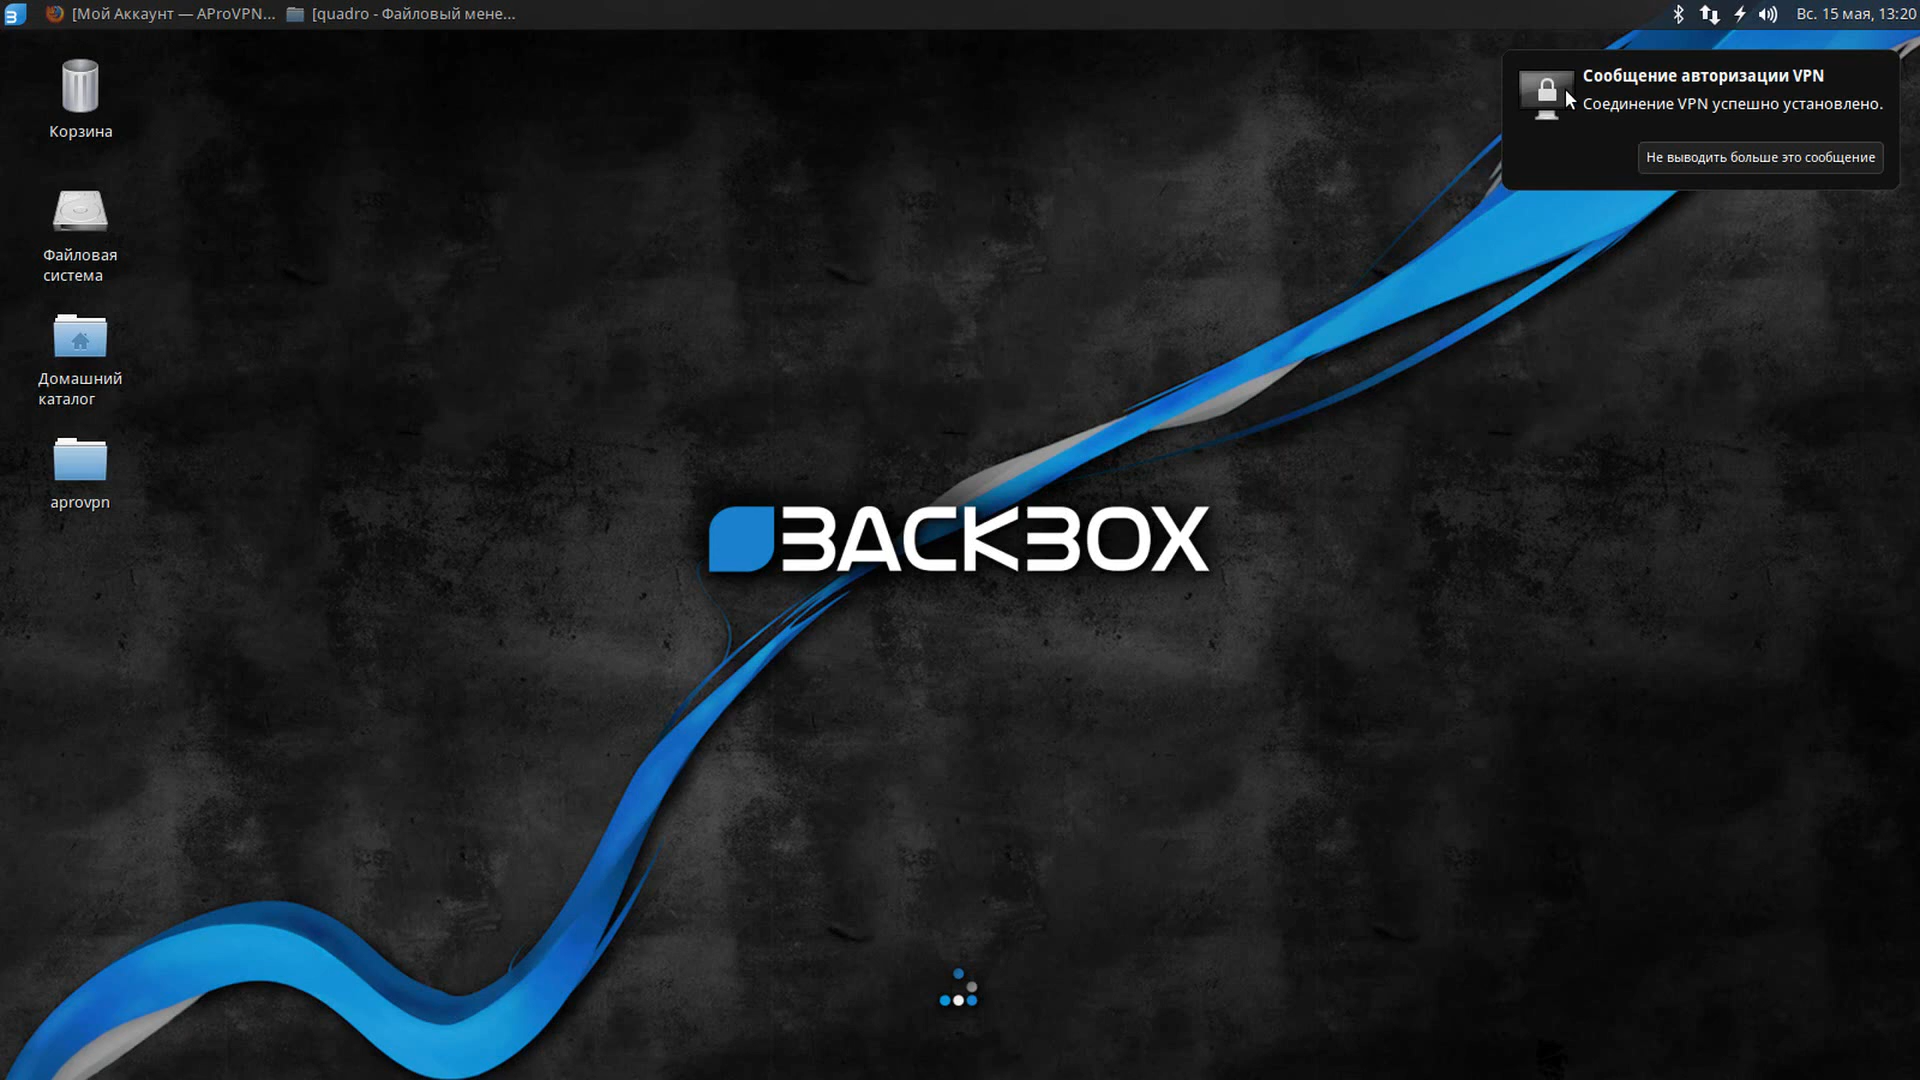 [Мой Аккаунт — AProVPN...
[quadro - Файловый мене...
Вс. 15 мая, 13:20
Сообщение авторизации VPN
Соединение VPN успешно установлено.
Не выводить больше это сообщение
Корзина
Файловая
система
Домашний
каталог
aprovpn
BACKBOX